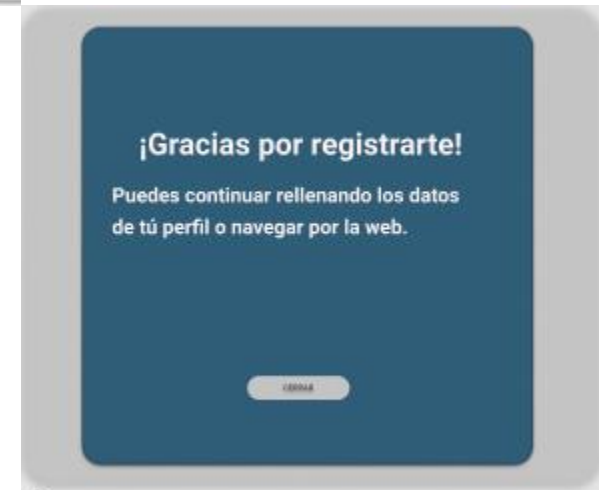 ¡Gracias por registrarte!
Puedes continuar rellenando los datos
de tú perfil o navegar por la web.
CERRAR